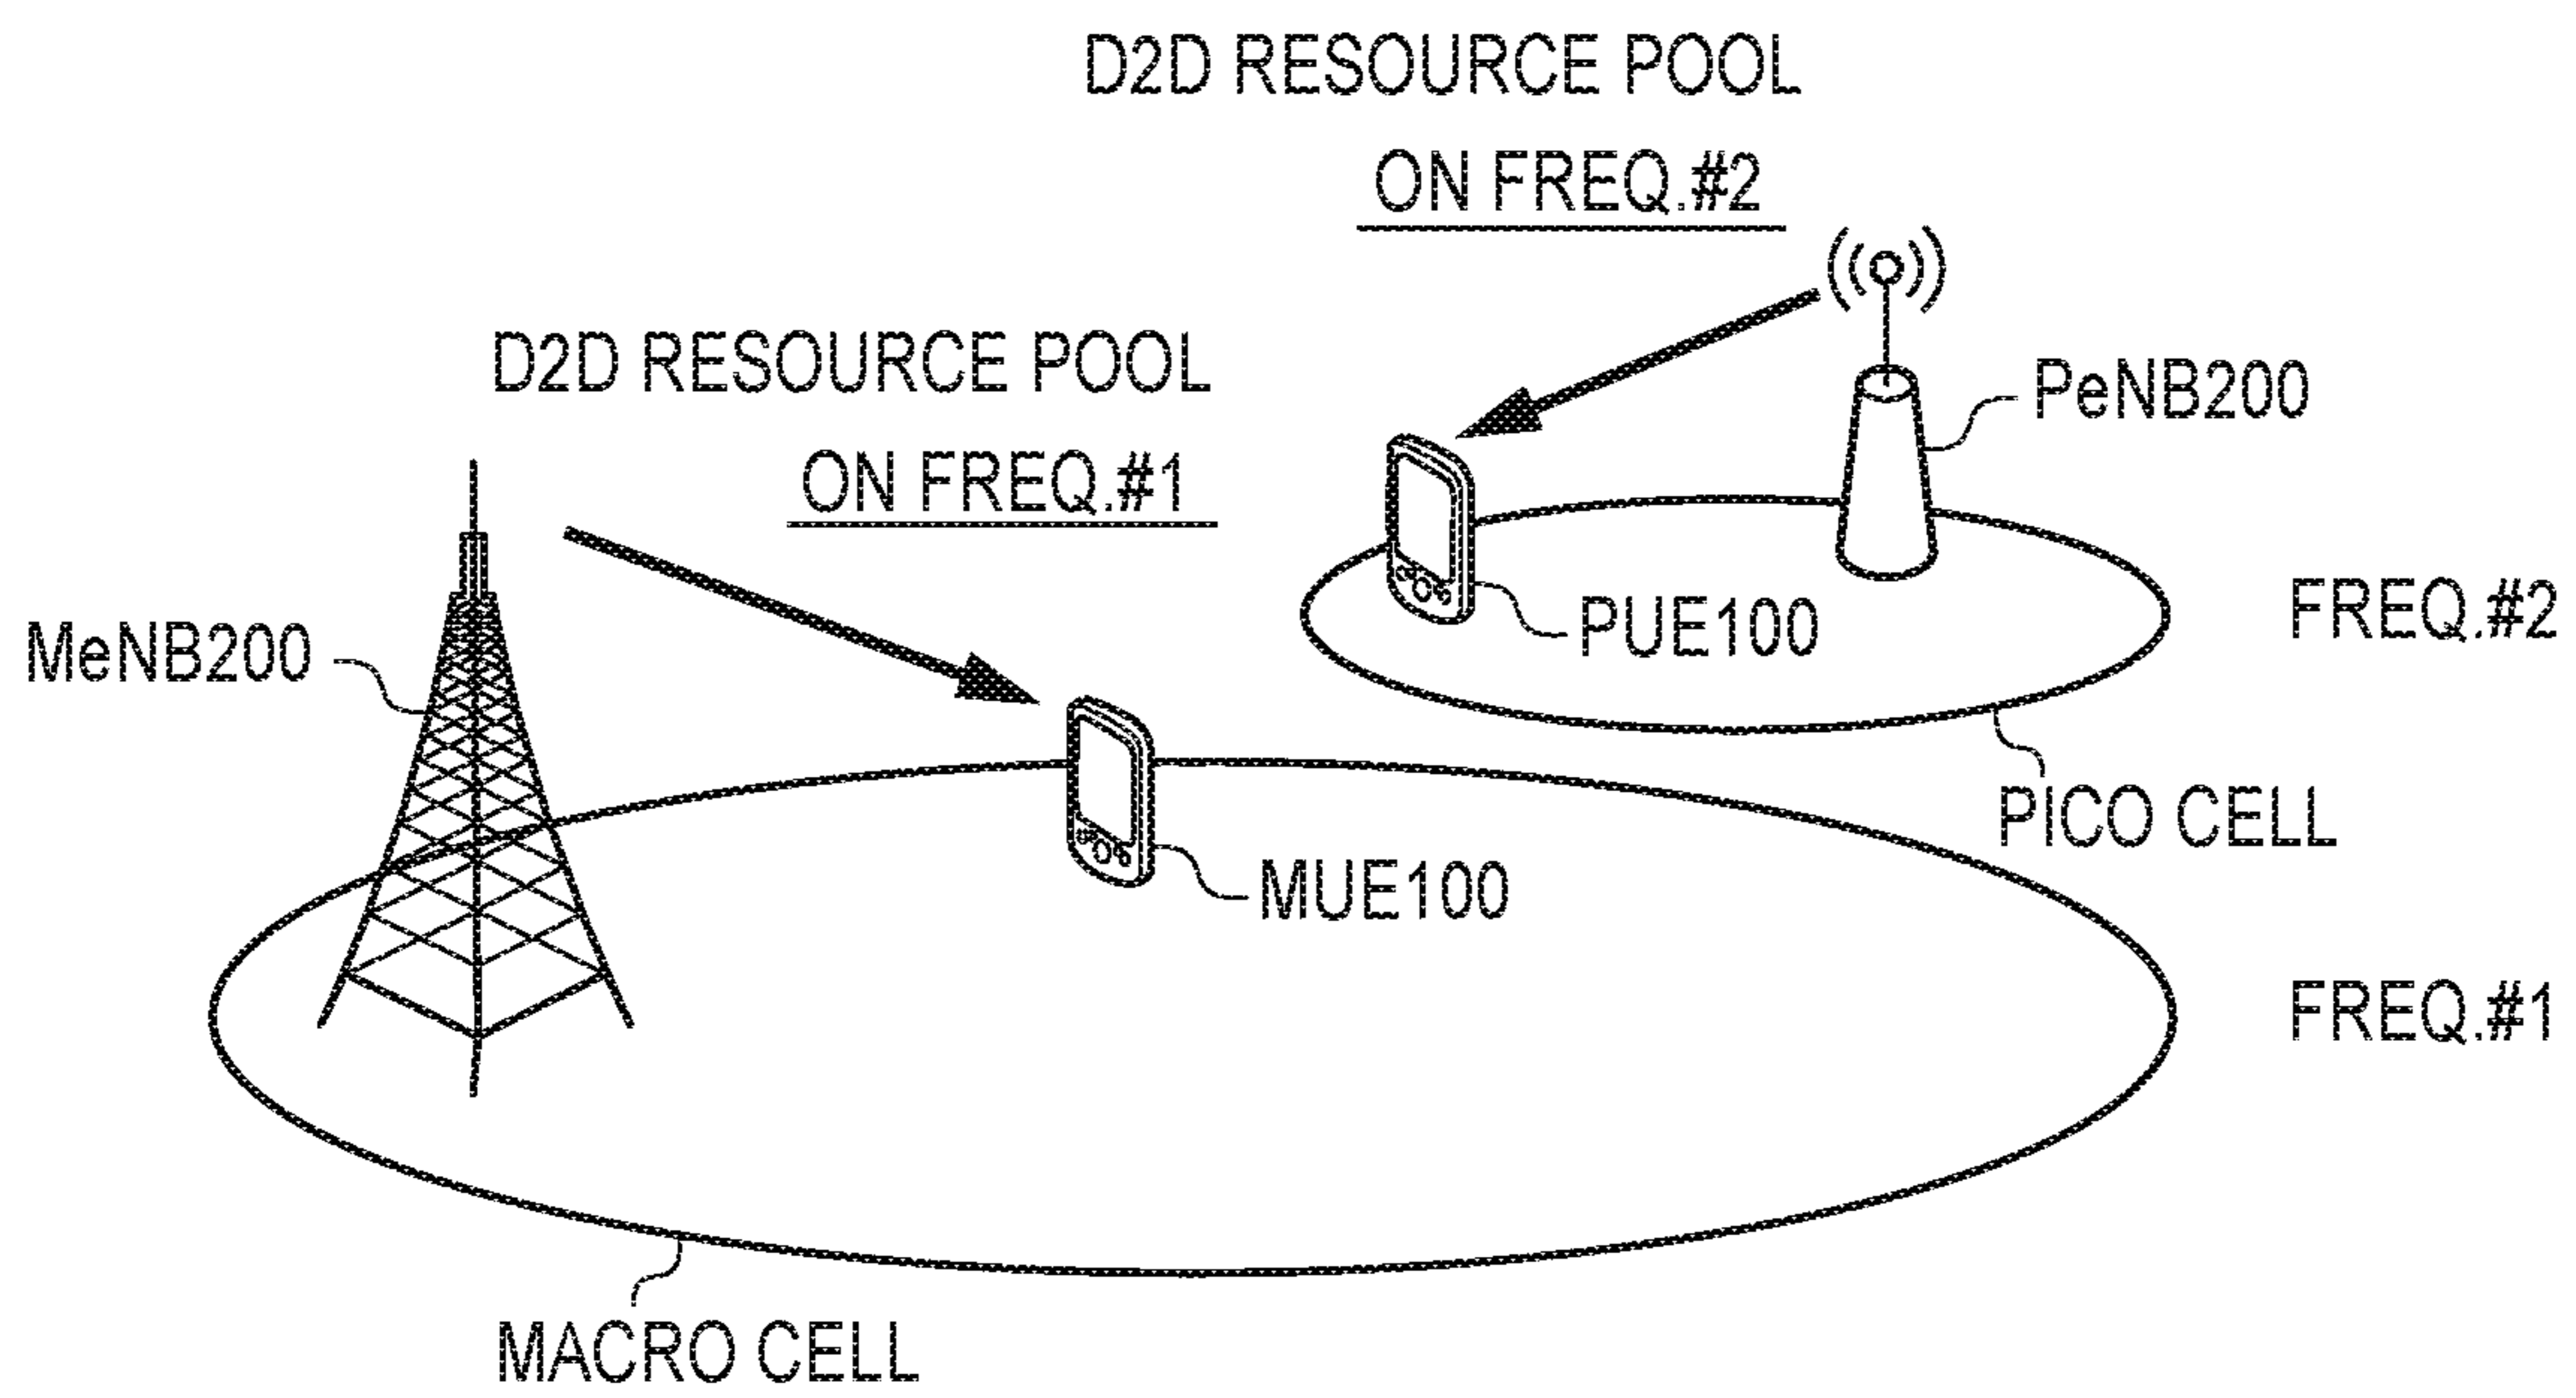 D2D RESOURCE POOL
ON FREQ.#2
D2D RESOURCE POOL
ON FREQ.#1
PeNB200
MeNB200
PUE100
FREQ.#2
PICO CELL
MUE100
FREQ.#1
MACRO CELL